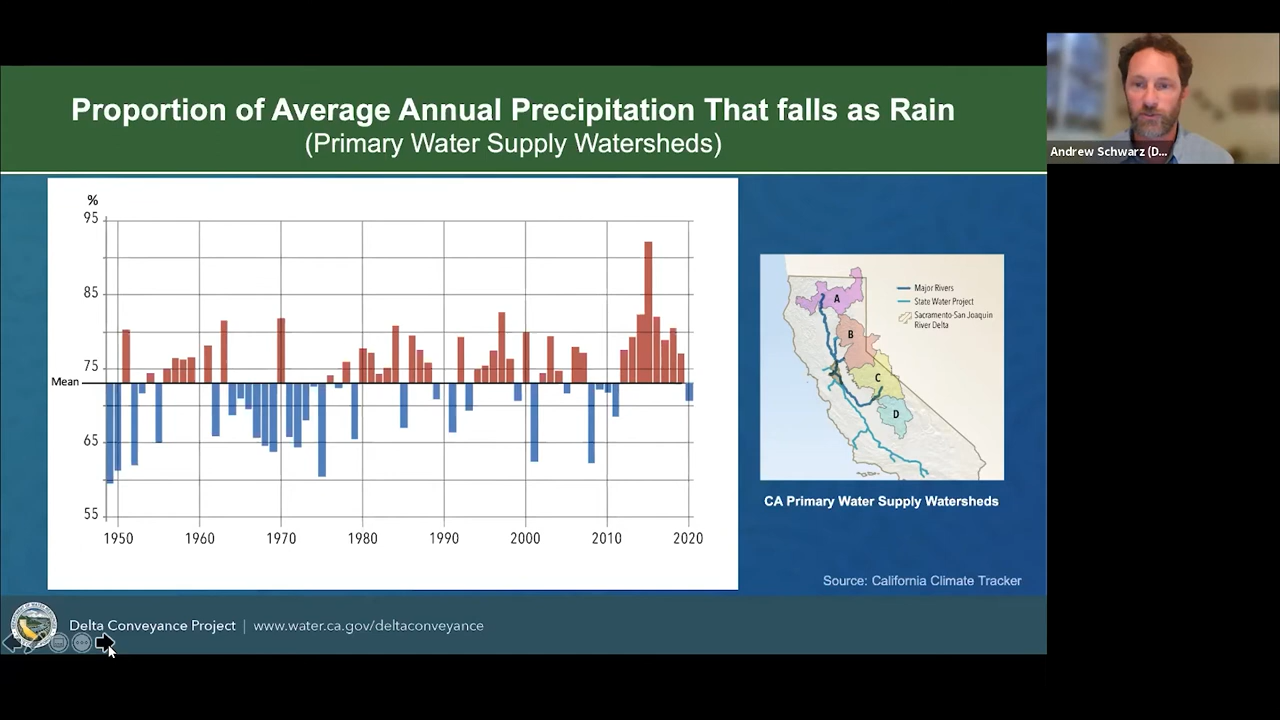 Proportion of Average Annual Precipitation That falls as Rain
(Primary Water Supply Watersheds)
Andrew Schwarz (D...
%
95
85
75
Mean
65
55
1950 1960 1970 1980 1990 2000 2010 2020
A
B
C
D
Major Rivers
State Water Project
Sacramento-San Joaquin
River Delta
CA Primary Water Supply Watersheds
Source: California Climate Tracker
Delta Conveyance Project | www.water.ca.gov/deltaconveyance